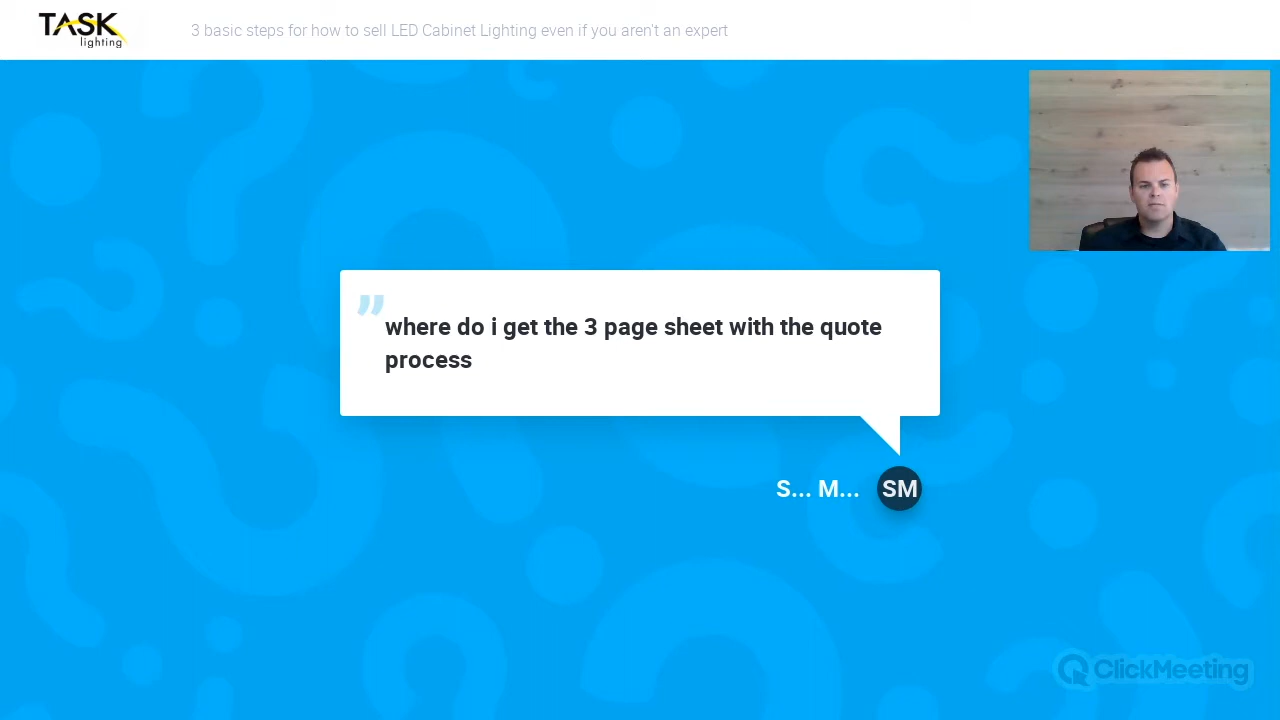 TASK
lighting
3 basic steps for how to sell LED Cabinet Lighting even if you aren't an expert
"
where do i get the 3 page sheet with the quote
process
S... M... SM
ClickMeeting